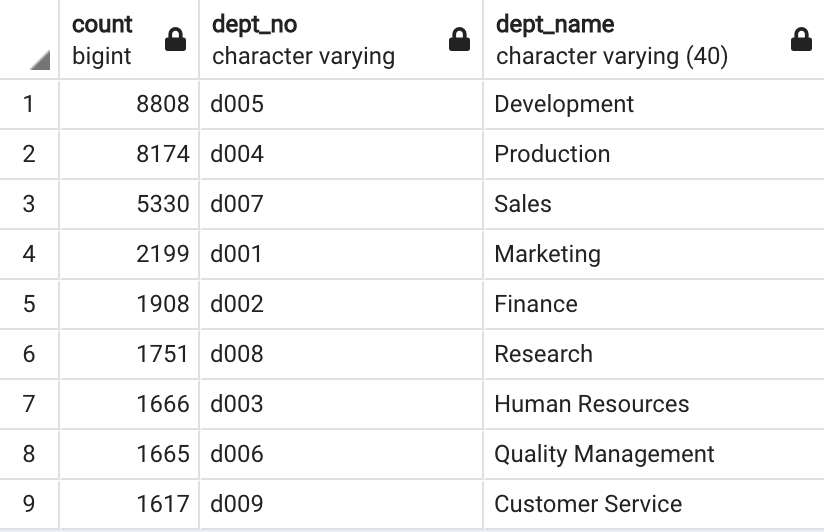 count dept_no dept_name
bigint character varying character varying (40)
1 8808 d005 Development
2 8174 d004 Production
3 5330 d007 Sales
4 2199 d001 Marketing
5 1908 d002 Finance
6 1751 d008 Research
7 1666 d003 Human Resources
8 1665 d006 Quality Management
9 1617 d009 Customer Service